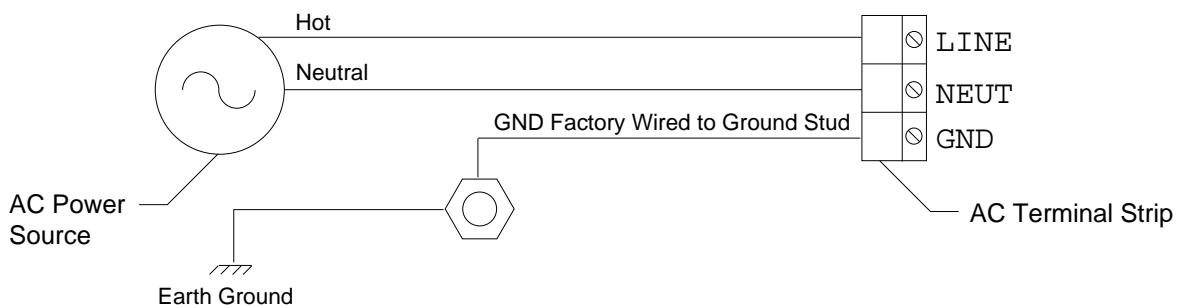 Hot
LINE
Neutral
NEUT
GND Factory Wired to Ground Stud
GND
AC Power
Source
AC Terminal Strip
Earth Ground